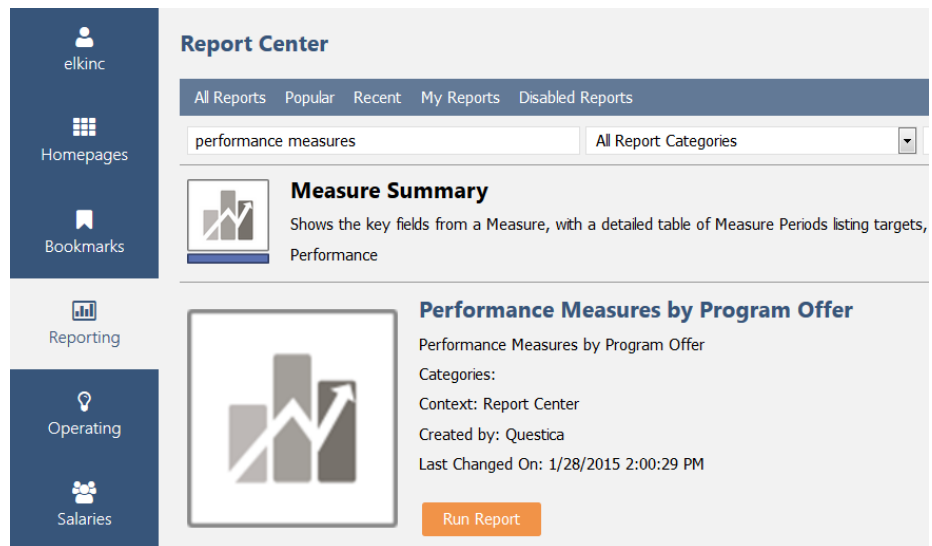 elkinc
Homepages
Bookmarks
Reporting
Operating
Salaries
Report Center
All Reports Popular Recent My Reports Disabled Reports
performance measures All Report Categories
Measure Summary
Shows the key fields from a Measure, with a detailed table of Measure Periods listing targets,
Performance
Performance Measures by Program Offer
Performance Measures by Program Offer
Categories:
Context: Report Center
Created by: Questica
Last Changed On: 1/28/2015 2:00:29 PM
Run Report